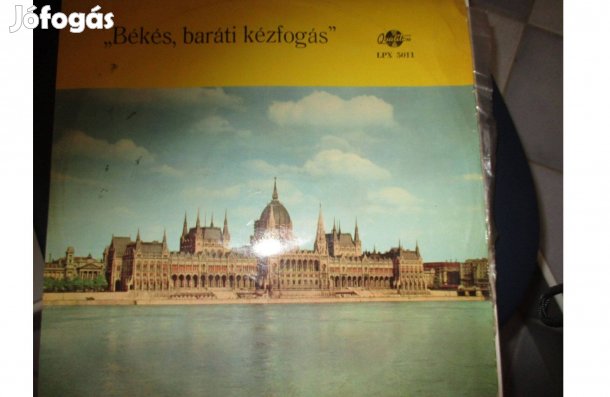 Jófogás
„Békés, baráti kézfogás”
Qualiton
LPX 5011